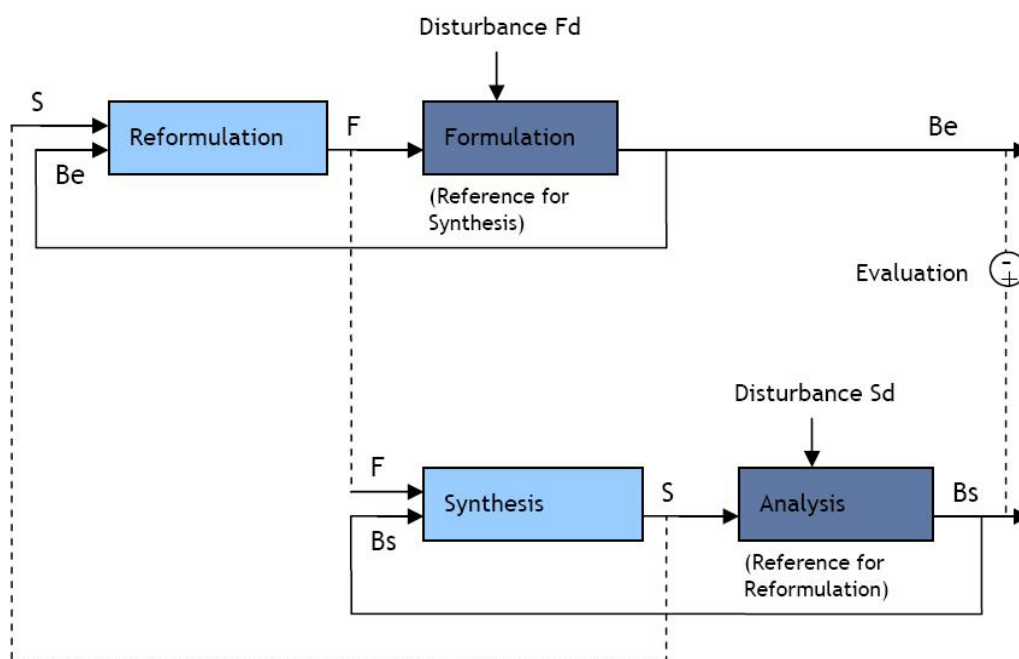 Disturbance Fd
S
Reformulation
F
Formulation
Be
Be
(Reference for
Synthesis)
Evaluation
-
+
Disturbance Sd
F
Synthesis
S
Analysis
Bs
Bs
(Reference for
Reformulation)